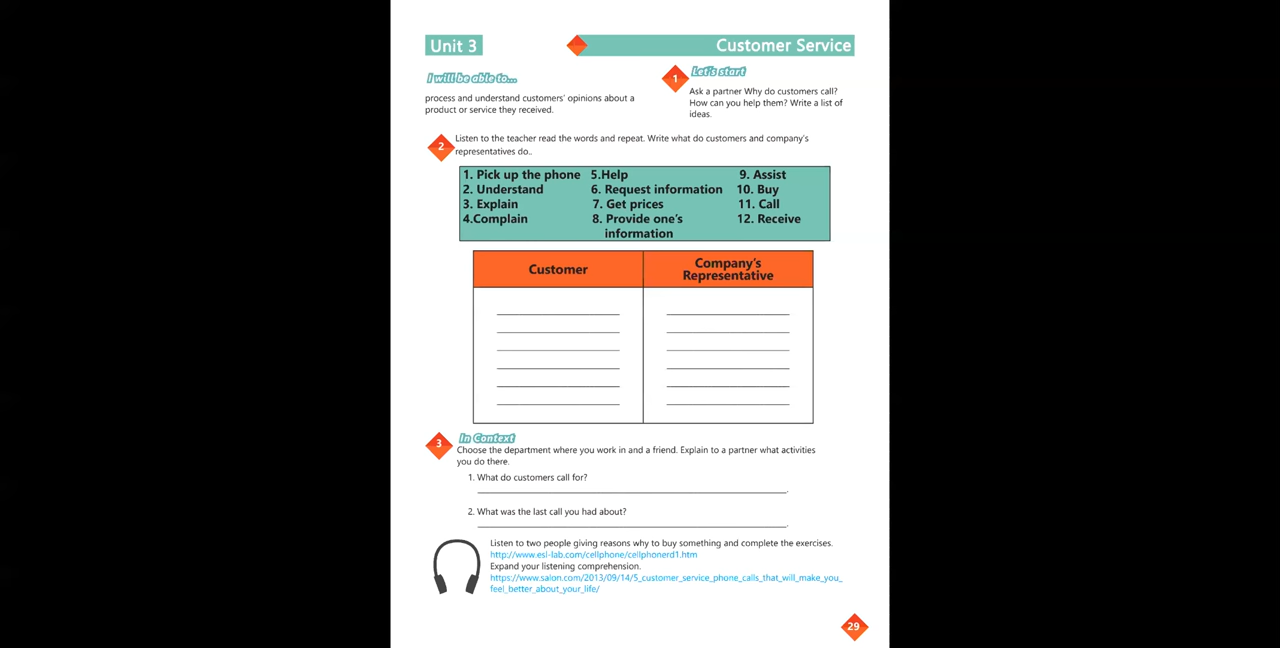 Unit 3
Customer Service
I will be able to...
process and understand customers' opinions about a
product or service they received.
1
Let's start
Ask a partner Why do customers call?
How can you help them? Write a list of
ideas.
2
Listen to the teacher read the words and repeat. Write what do customers and company's
representatives do..
1. Pick up the phone
2. Understand
3. Explain
4.Complain
5.Help
6. Request information
7. Get prices
8. Provide one's
information
9. Assist
10. Buy
11. Call
12. Receive
Customer
Company's
Representative
3
In Context
Choose the department where you work in and a friend. Explain to a partner what activities
you do there.
1. What do customers call for?
2. What was the last call you had about?
Listen to two people giving reasons why to buy something and complete the exercises.
http://www.esl-lab.com/cellphone/cellphonerd1.htm
Expand your listening comprehension.
https://www.salon.com/2013/09/14/5_customer_service_phone_calls_that_will_make_you_
feel_better_about_your_life/
29